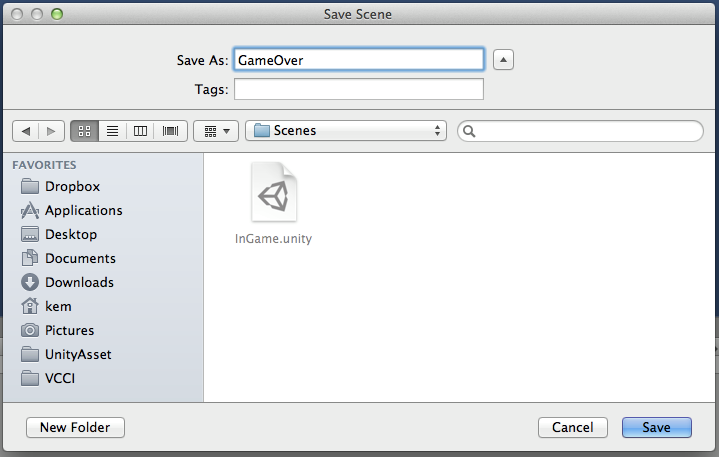 Save Scene
Save As: GameOver
Tags:
Scenes
FAVORITES
Dropbox
Applications
Desktop
Documents
Downloads
kem
Pictures
UnityAsset
VCCI
InGame.unity
New Folder
Cancel
Save